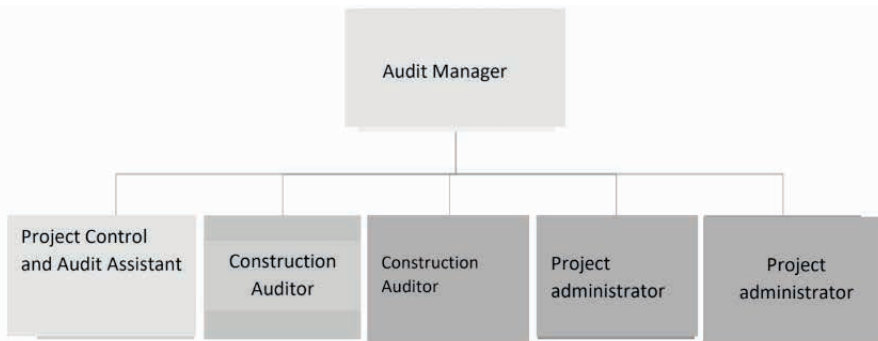 Audit Manager
Project Control
and Audit Assistant
Construction
Auditor
Construction
Auditor
Project
administrator
Project
administrator